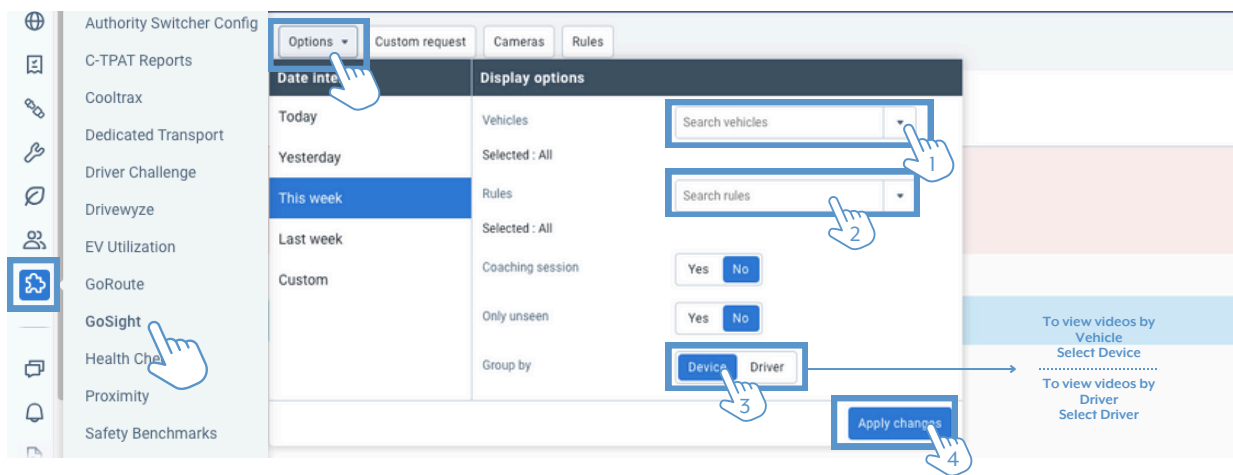 Authority Switcher Config
C-TPAT Reports
Cooltrax
Dedicated Transport
Driver Challenge
Drivewyze
EV Utilization
GoRoute
GoSight
Health Che
Proximity
Safety Benchmarks
Options
Custom request
Cameras
Rules
Date inte
Today
Yesterday
This week
Last week
Custom
Display options
Vehicles
Search vehicles
1
Selected : All
Rules
Search rules
2
Selected : All
Coaching session
Yes No
Only unseen
Yes No
Group by
Device Driver
3
Apply changes
4
To view videos by
Vehicle
Select Device
To view videos by
Driver
Select Driver